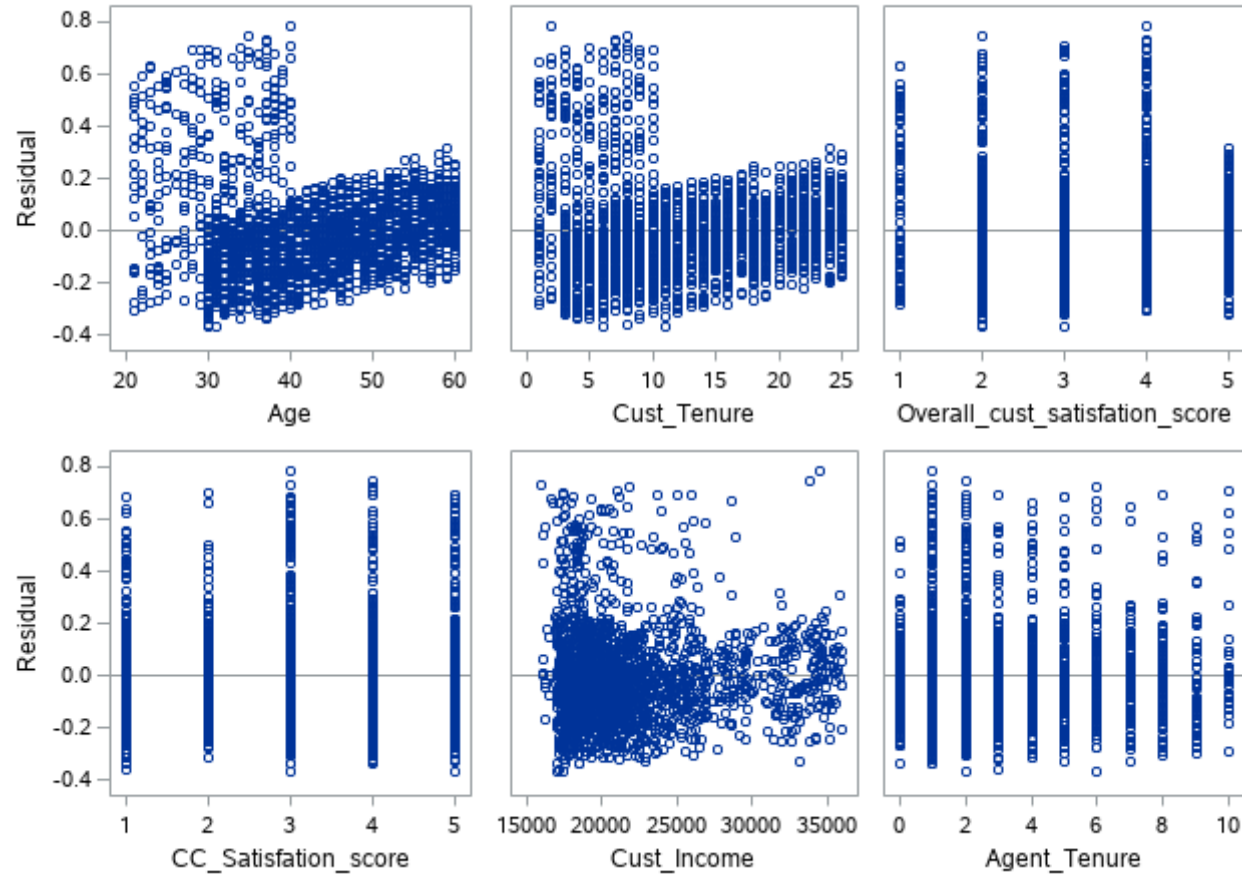 0.8
0.6
0.4
0.2
0.0
-0.2
-0.4
Residual
20 30 40 50 60
Age
0 5 10 15 20 25
Cust_Tenure
1 2 3 4 5
Overall_cust_satisfation_score
0.8
0.6
0.4
0.2
0.0
-0.2
-0.4
Residual
1 2 3 4 5
CC_Satisfation_score
15000 20000 25000 30000 35000
Cust_Income
0 2 4 6 8 10
Agent_Tenure